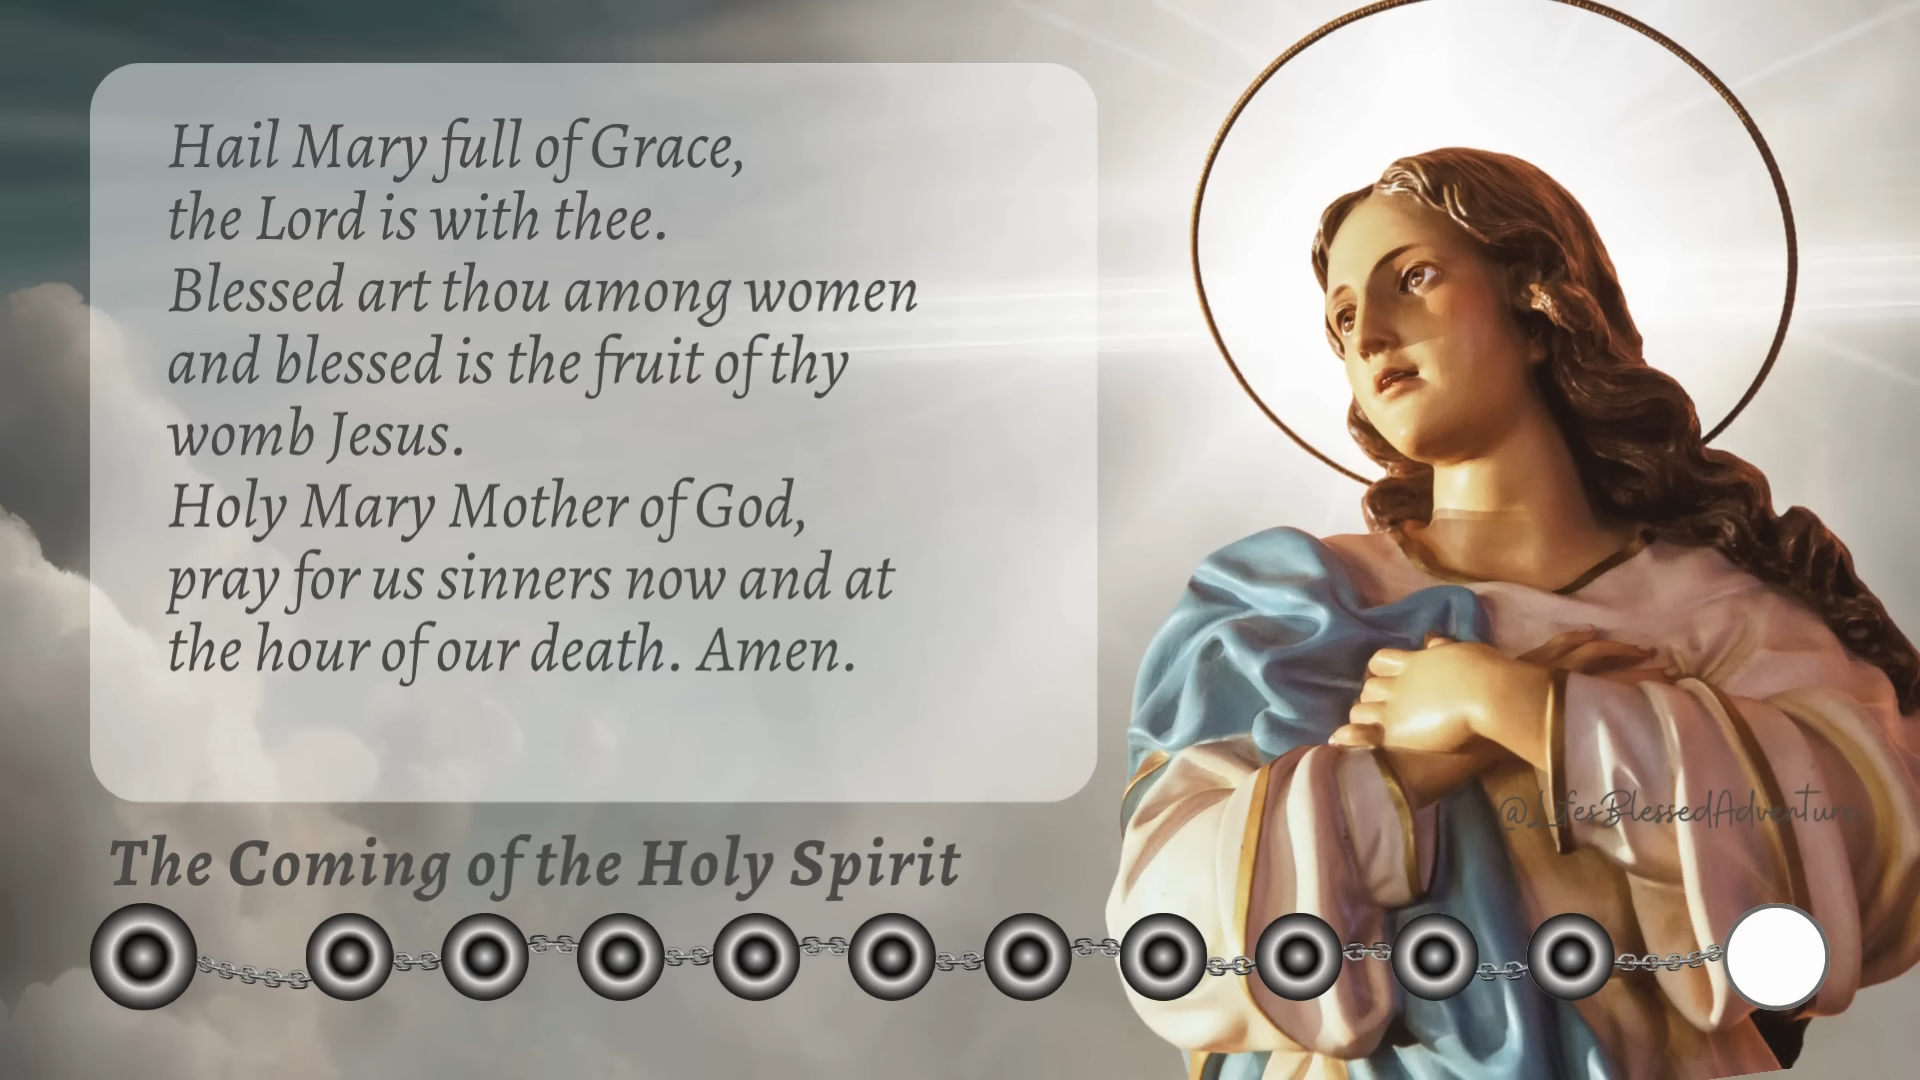 Hail Mary full of Grace,
the Lord is with thee.
Blessed art thou among women
and blessed is the fruit of thy
womb Jesus.
Holy Mary Mother of God,
pray for us sinners now and at
the hour of our death. Amen.
@LifesBlessedAdventure
The Coming of the Holy Spirit